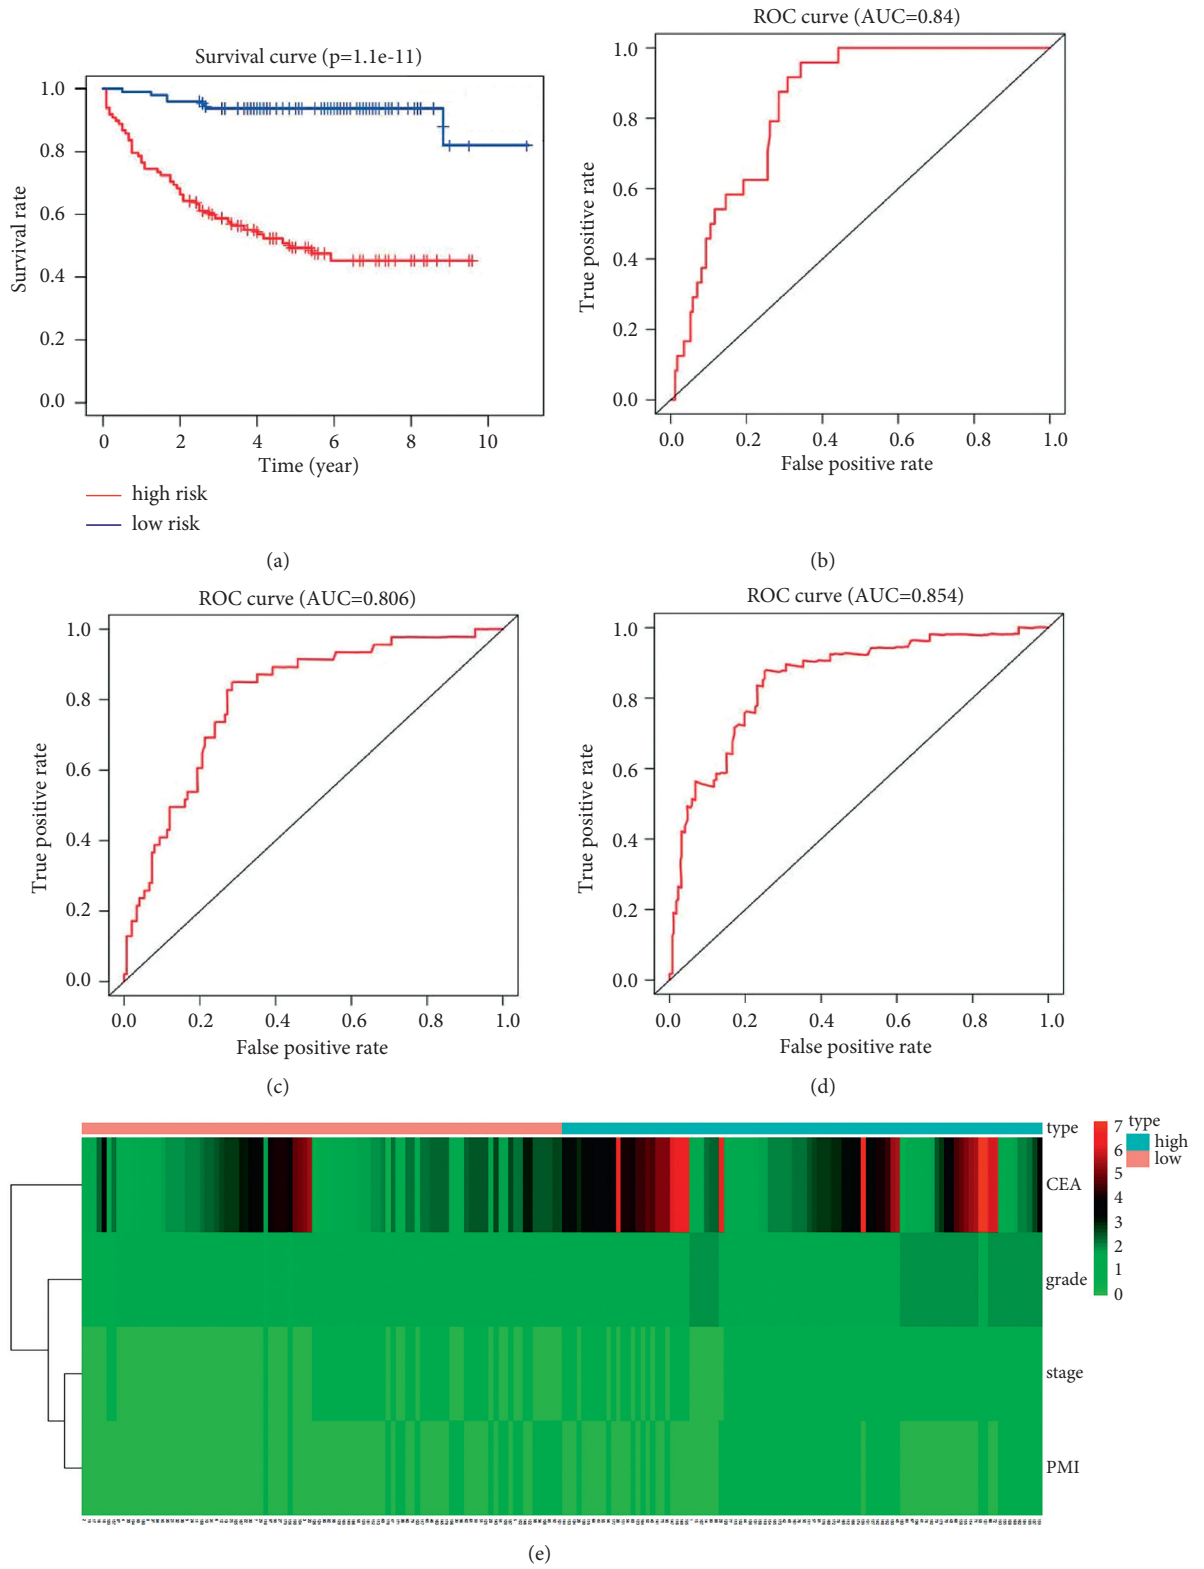 Survival curve (p=1.1e-11)
1.0
0.8
0.6
0.4
0.2
0.0
Survival rate
0 2 4 6 8 10
Time (year)
high risk
low risk
(a)
ROC curve (AUC=0.84)
1.0
0.8
0.6
0.4
0.2
0.0
True positive rate
0.0 0.2 0.4 0.6 0.8 1.0
False positive rate
(b)
ROC curve (AUC=0.806)
1.0
0.8
0.6
0.4
0.2
0.0
True positive rate
0.0 0.2 0.4 0.6 0.8 1.0
False positive rate
(c)
ROC curve (AUC=0.854)
1.0
0.8
0.6
0.4
0.2
0.0
True positive rate
0.0 0.2 0.4 0.6 0.8 1.0
False positive rate
(d)
type
CEA
grade
stage
PMI
7
6
5
4
3
2
1
0
type
high
low
(e)